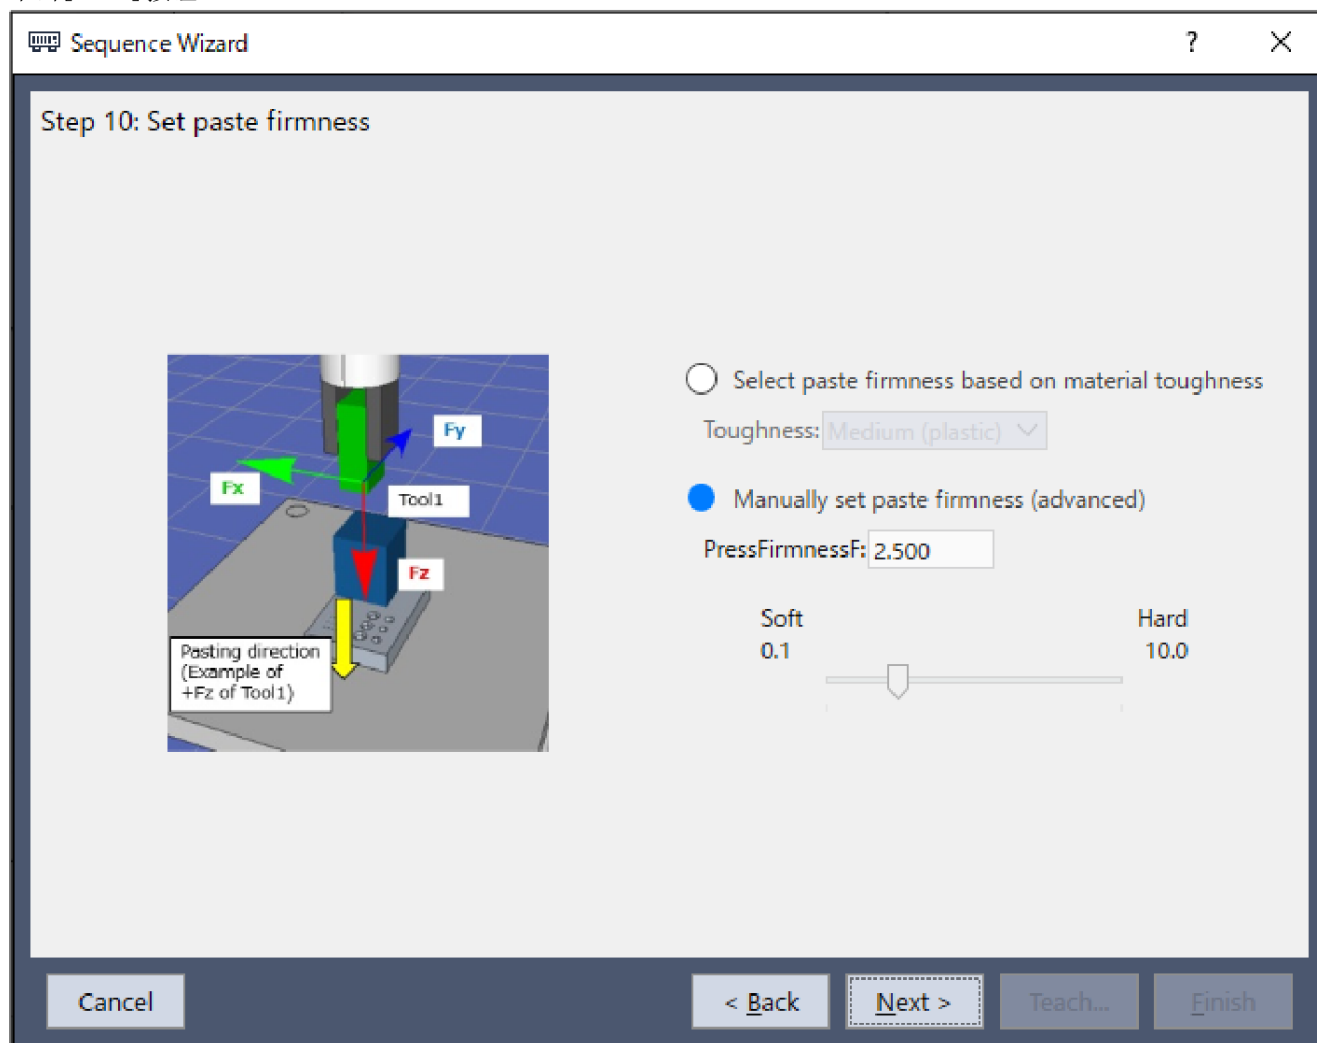 Sequence Wizard
?
Step 10: Set paste firmness
Select paste firmness based on material toughness
Toughness: Medium (plastic)
Manually set paste firmness (advanced)
PressFirmnessF: 2.500
Soft Hard
0.1 10.0
Fy
Fx
Tool1
Fz
Pasting direction
(Example of
+Fz of Tool1)
Cancel < Back Next > Teach... Finish